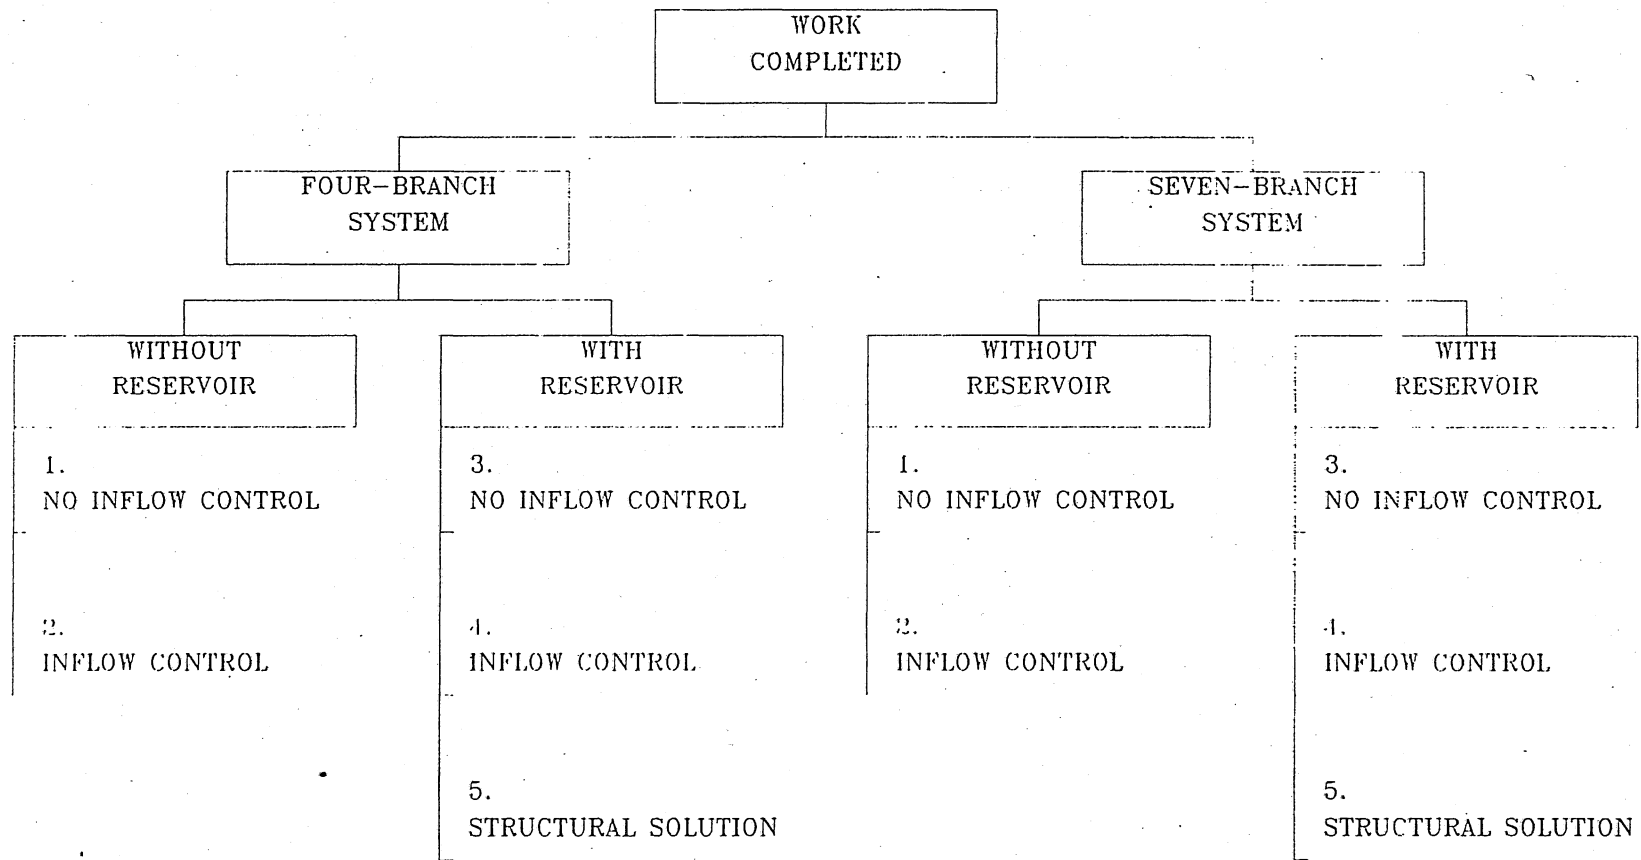 WORK
COMPLETED
FOUR-BRANCH
SYSTEM
SEVEN-BRANCH
SYSTEM
WITHOUT
RESERVOIR
WITH
RESERVOIR
WITHOUT
RESERVOIR
WITH
RESERVOIR
1.
NO INFLOW CONTROL
2.
INFLOW CONTROL
3.
NO INFLOW CONTROL
4.
INFLOW CONTROL
5.
STRUCTURAL SOLUTION
1.
NO INFLOW CONTROL
2.
INFLOW CONTROL
3.
NO INFLOW CONTROL
4.
INFLOW CONTROL
5.
STRUCTURAL SOLUTION